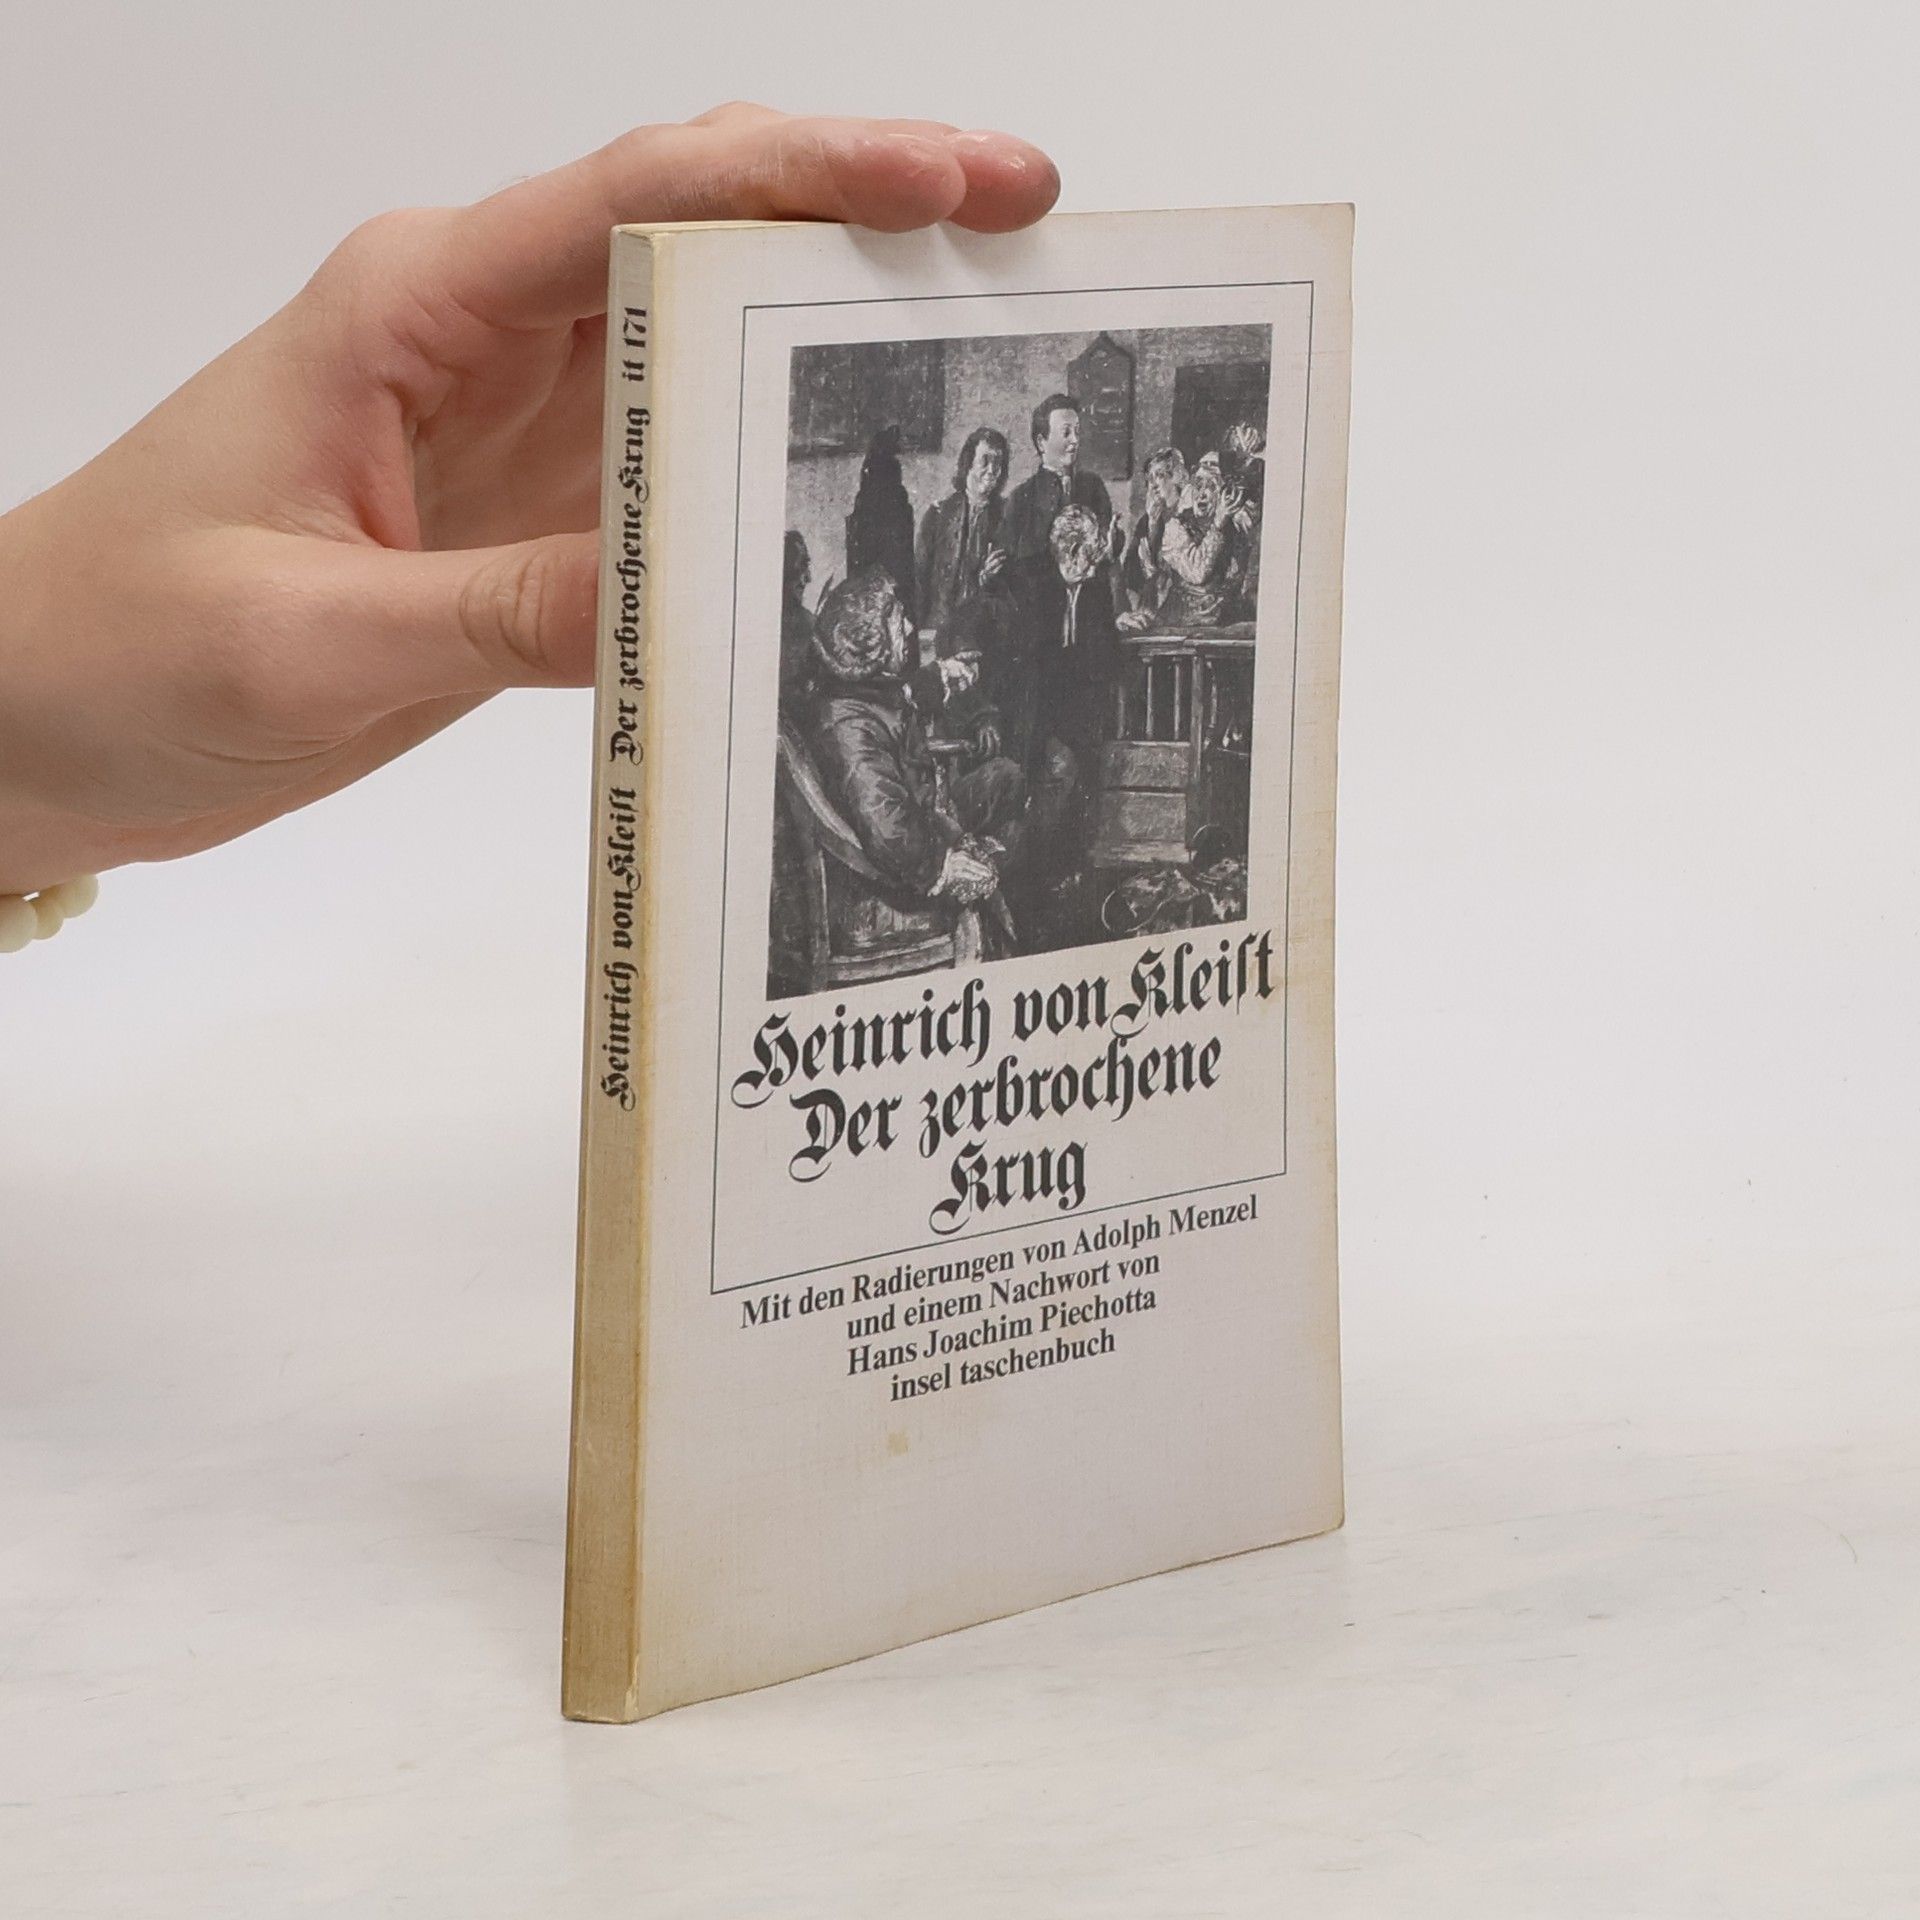 Heinrich von Kleiſt Der zerbrochene Krug it 171
Heinrich von Kleiſt
Der zerbrochene
Krug
Mit den Radierungen von Adolph Menzel
und einem Nachwort von
Hans Joachim Piechotta
insel taschenbuch